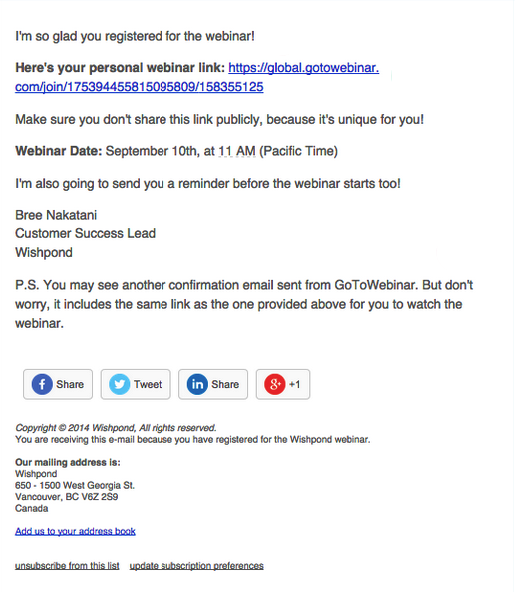 I'm so glad you registered for the webinar!
Here's your personal webinar link: https://global.gotowebinar.
com/join/175394455815095809/158355125
Make sure you don't share this link publicly, because it's unique for you!
Webinar Date: September 10th, at 11 AM (Pacific Time)
I'm also going to send you a reminder before the webinar starts too!
Bree Nakatani
Customer Success Lead
Wishpond
P.S. You may see another confirmation email sent from GoToWebinar. But don't
worry, it includes the same link as the one provided above for you to watch the
webinar.
Share Tweet Share +1
Copyright © 2014 Wishpond, All rights reserved.
You are receiving this e-mail because you have registered for the Wishpond webinar.
Our mailing address is:
Wishpond
650 - 1500 West Georgia St.
Vancouver, BC V6Z 2S9
Canada
Add us to your address book
unsubscribe from this list update subscription preferences